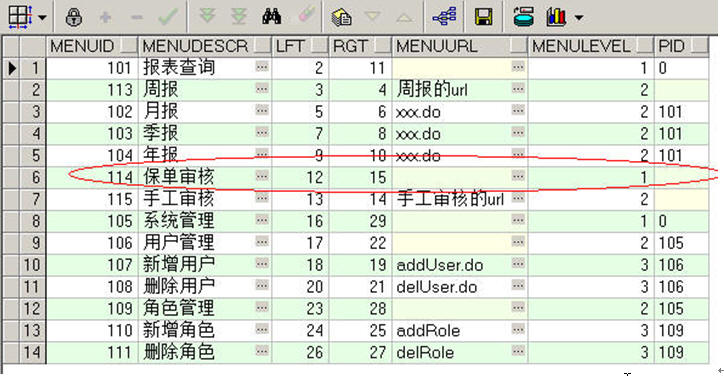 MENUID MENUDESCR LFT RGT MENUURL MENULEVEL PID
1 101 报表查询 2 11 1 0
2 113 周报 3 4 周报的url 2
3 102 月报 5 6 xxx.do 2 101
4 103 季报 7 8 xxx.do 2 101
5 104 年报 9 10 xxx.do 2 101
6 114 保单审核 12 15 1
7 115 手工审核 13 14 手工审核的url 2
8 105 系统管理 16 29 1 0
9 106 用户管理 17 22 2 105
10 107 新增用户 18 19 addUser.do 3 106
11 108 删除用户 20 21 delUser.do 3 106
12 109 角色管理 23 28 2 105
13 110 新增角色 24 25 addRole 3 109
14 111 删除角色 26 27 delRole 3 109